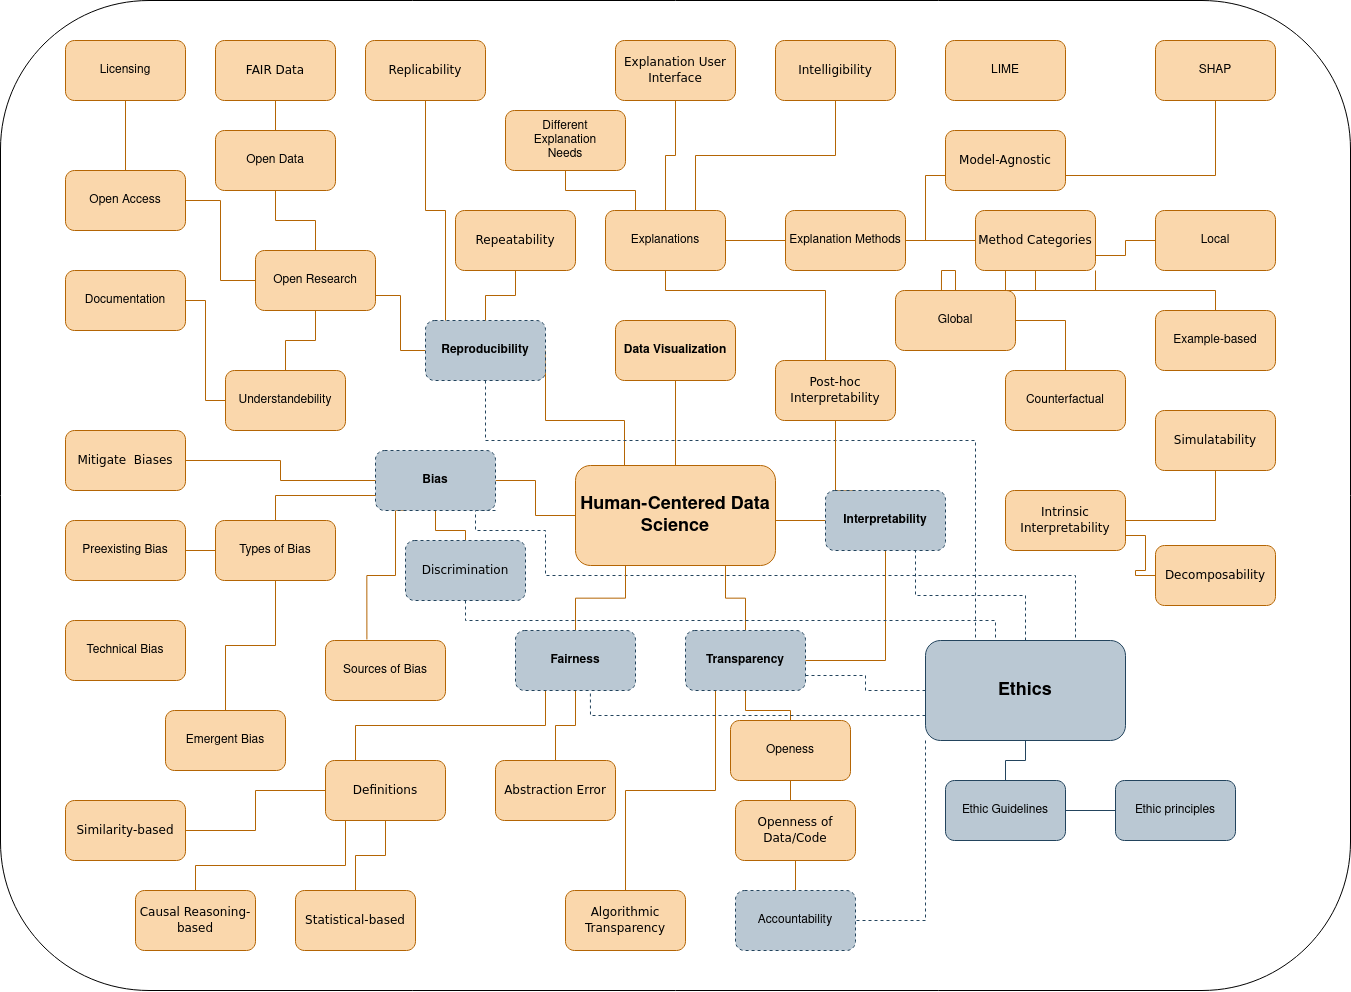 Licensing
FAIR Data
Replicability
Explanation User
Interface
Intelligibility
LIME
SHAP
Different
Explanation
Needs
Open Data
Model-Agnostic
Open Access
Repeatability
Explanations
Explanation Methods
Method Categories
Local
Open Research
Documentation
Reproducibility
Data Visualization
Global
Example-based
Post-hoc
Interpretability
Understandebility
Counterfactual
Simulatability
Mitigate  Biases
Bias
Human-Centered Data
Science
Interpretability
Intrinsic
Interpretability
Preexisting Bias
Types of Bias
Discrimination
Decomposability
Technical Bias
Sources of Bias
Fairness
Transparency
Ethics
Emergent Bias
Openess
Definitions
Abstraction Error
Ethic Guidelines
Ethic principles
Similarity-based
Openness of
Data/Code
Causal Reasoning-
based
Statistical-based
Algorithmic
Transparency
Accountability